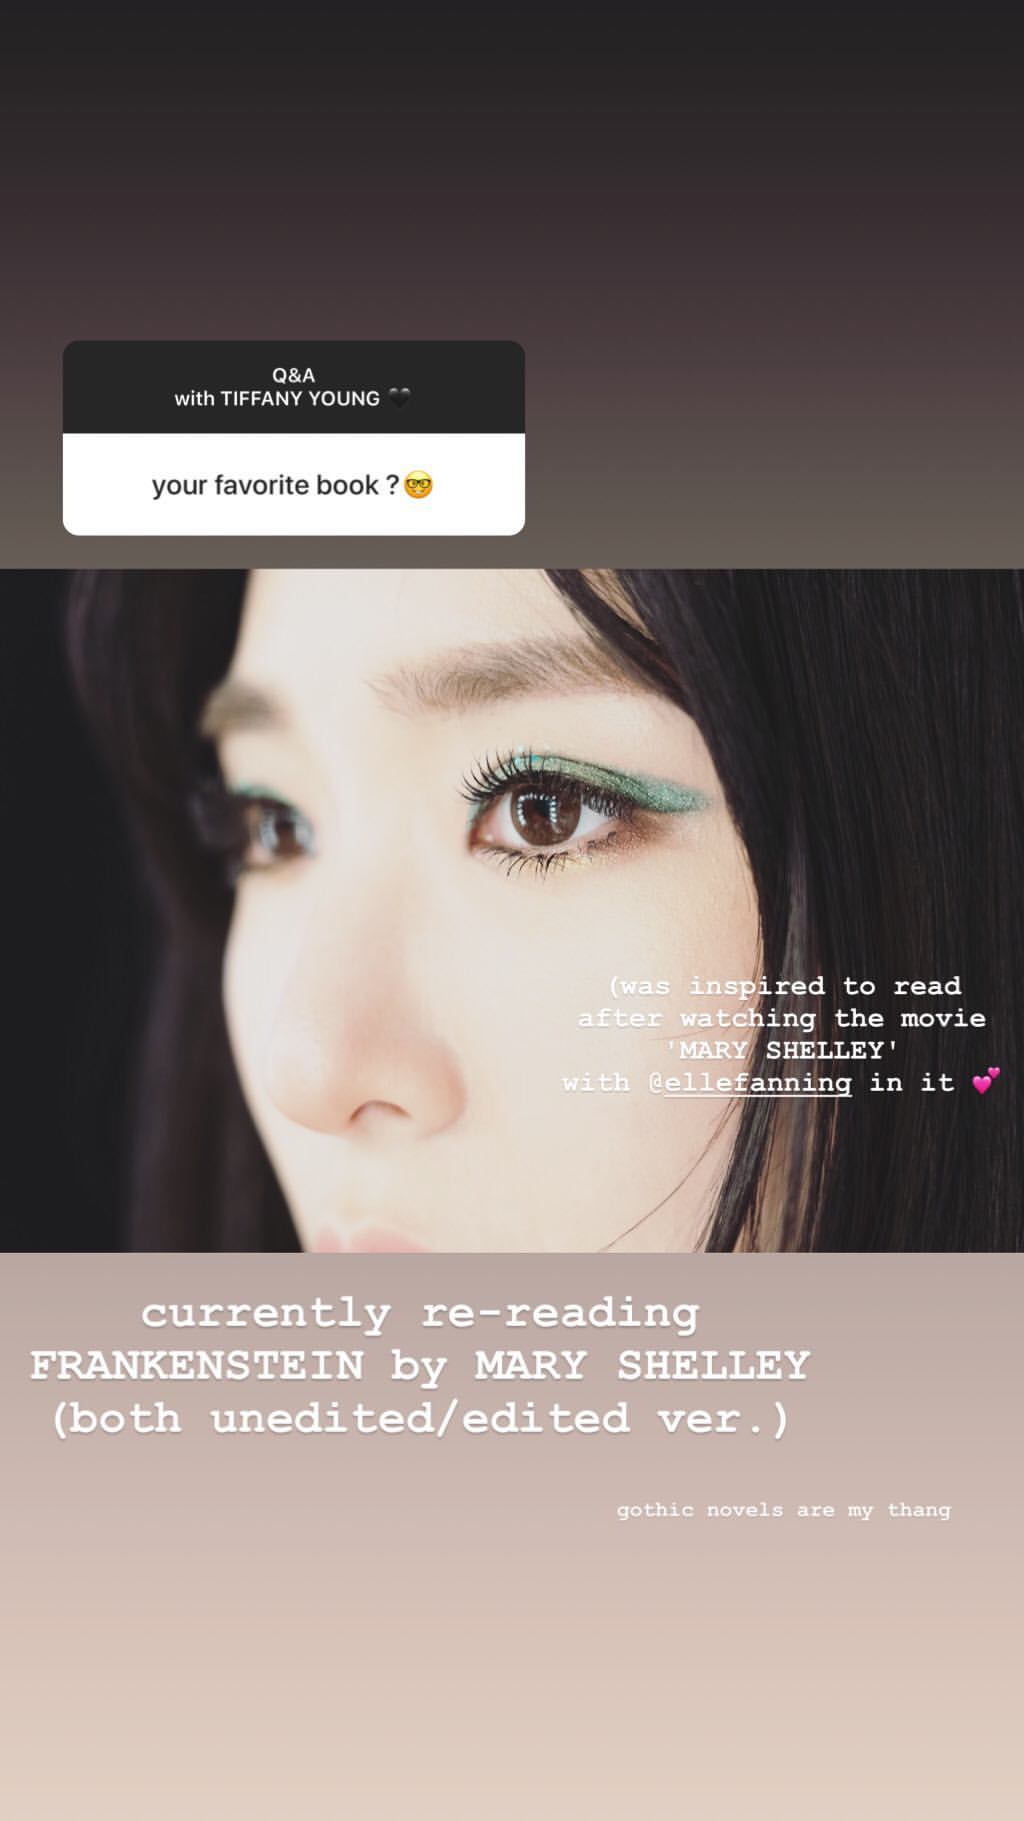 Q&A
with TIFFANY YOUNG 🖤
your favorite book ?🤓
(was inspired to read
after watching the movie
'MARY SHELLEY'
with @ellefanning in it 💕
currently re-reading
FRANKENSTEIN by MARY SHELLEY
(both unedited/edited ver.)
gothic novels are my thang